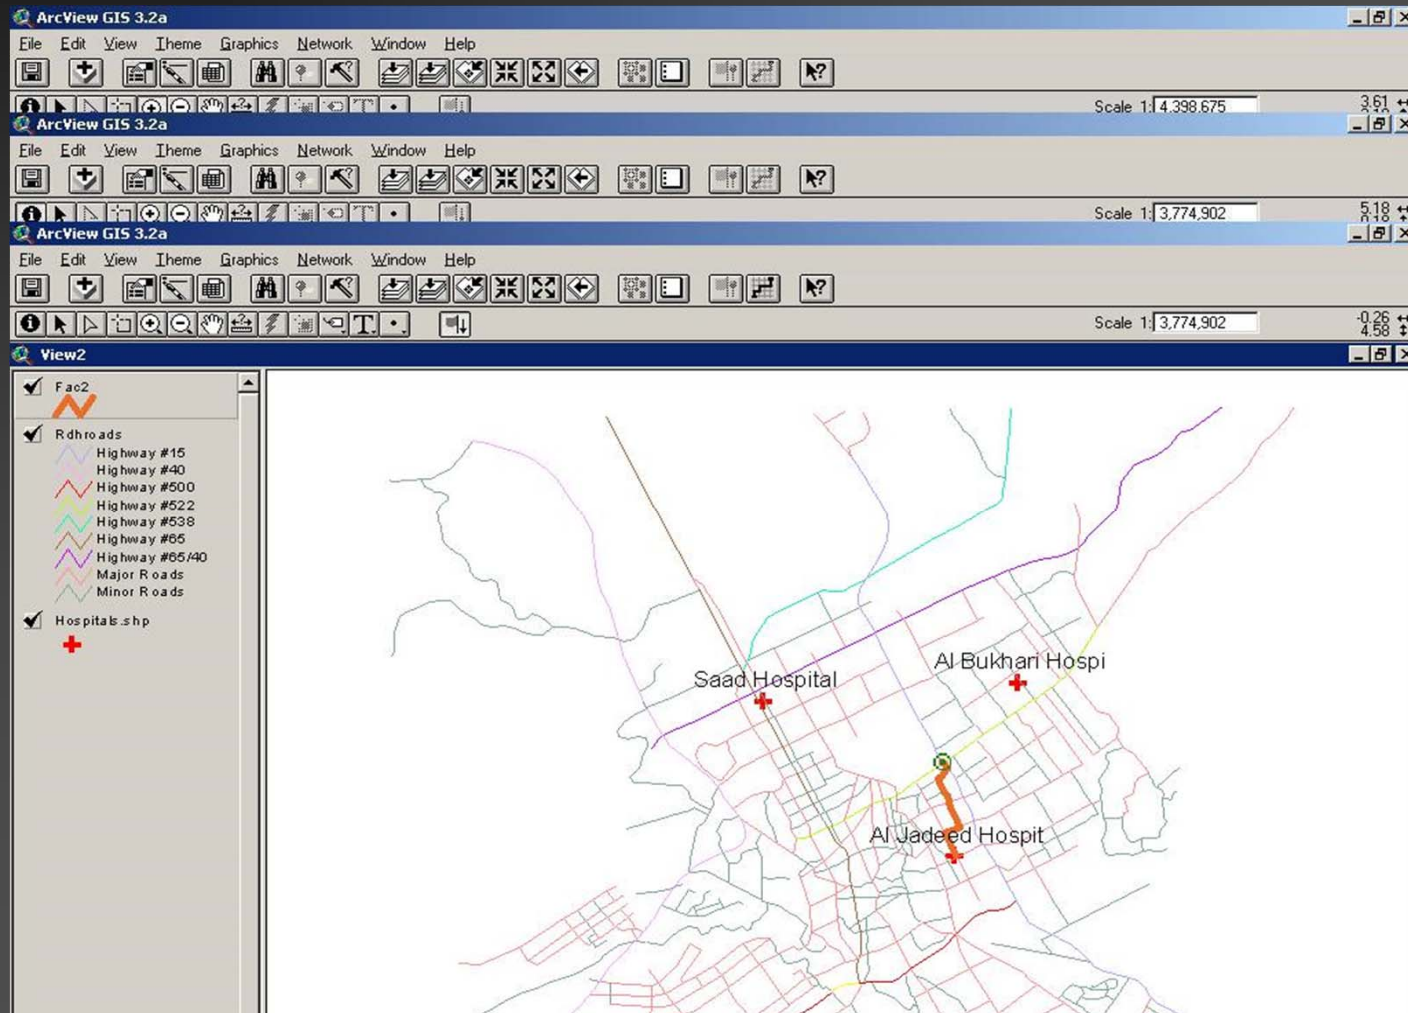 ArcView GIS 3.2a
File Edit View Theme Graphics Network Window Help
Scale 1: 4,398,675 3.61
ArcView GIS 3.2a
File Edit View Theme Graphics Network Window Help
Scale 1: 3,774,902 5.18
ArcView GIS 3.2a
File Edit View Theme Graphics Network Window Help
Scale 1: 3,774,902 -0.26
4.58
View2
Fac2
Rdhroads
Highway #15
Highway #40
Highway #500
Highway #522
Highway #538
Highway #65
Highway #65/40
Major Roads
Minor Roads
Hospitals.shp
Al Bukhari Hospi
Saad Hospital
Al Jadeed Hospit